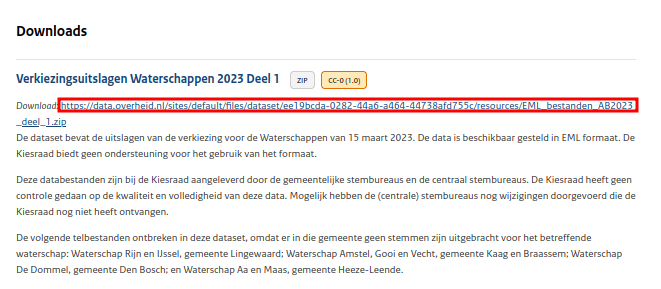 Downloads
Verkiezingsuitslagen Waterschappen 2023 Deel 1 ZIP CC-0 (1.0)
Download: https://data.overheid.nl/sites/default/files/dataset/ee19bcda-0282-44a6-a464-44738afd755c/resources/EML_bestanden_AB2023
_deel_1.zip
De dataset bevat de uitslagen van de verkiezing voor de Waterschappen van 15 maart 2023. De data is beschikbaar gesteld in EML formaat. De
Kiesraad biedt geen ondersteuning voor het gebruik van het formaat.
Deze databestanden zijn bij de Kiesraad aangeleverd door de gemeentelijke stembureaus en de centraal stembureaus. De Kiesraad heeft geen
controle gedaan op de kwaliteit en volledigheid van deze data. Mogelijk hebben de (centrale) stembureaus nog wijzigingen doorgevoerd die de
Kiesraad nog niet heeft ontvangen.
De volgende telbestanden ontbreken in deze dataset, omdat er in die gemeente geen stemmen zijn uitgebracht voor het betreffende
waterschap: Waterschap Rijn en IJssel, gemeente Lingewaard; Waterschap Amstel, Gooi en Vecht, gemeente Kaag en Braassem; Waterschap
De Dommel, gemeente Den Bosch; en Waterschap Aa en Maas, gemeente Heeze-Leende.